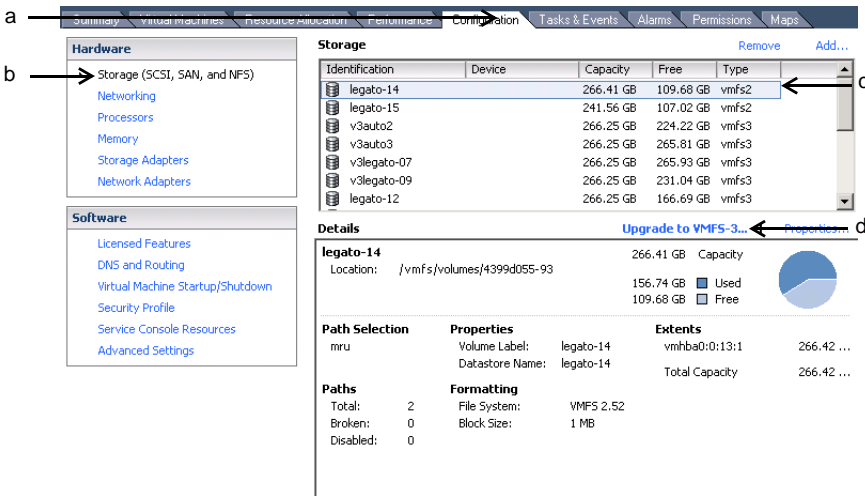 a
Summary Virtual Machines Resource Allocation Performance Configuration Tasks & Events Alarms Permissions Maps
Hardware
b
Storage (SCSI, SAN, and NFS)
Networking
Processors
Memory
Storage Adapters
Network Adapters
Software
Licensed Features
DNS and Routing
Virtual Machine Startup/Shutdown
Security Profile
Service Console Resources
Advanced Settings
Storage Remove Add...
Identification Device Capacity Free Type
legato-14 266.41 GB 109.68 GB vmfs2
c
legato-15 241.56 GB 107.02 GB vmfs2
v3auto2 266.25 GB 224.22 GB vmfs3
v3auto3 266.25 GB 265.81 GB vmfs3
v3legato-07 266.25 GB 265.93 GB vmfs3
v3legato-09 266.25 GB 231.04 GB vmfs3
legato-12 266.25 GB 166.69 GB vmfs3
Details Upgrade to VMFS-3... Properties...
d
legato-14 266.41 GB Capacity
Location: /vmfs/volumes/4399d055-93
156.74 GB Used
109.68 GB Free
Path Selection
mru
Paths
Total: 2
Broken: 0
Disabled: 0
Properties
Volume Label: legato-14
Datastore Name: legato-14
Formatting
File System: VMFS 2.52
Block Size: 1 MB
Extents
vmhba0:0:13:1 266.42 ...
Total Capacity 266.42 ...